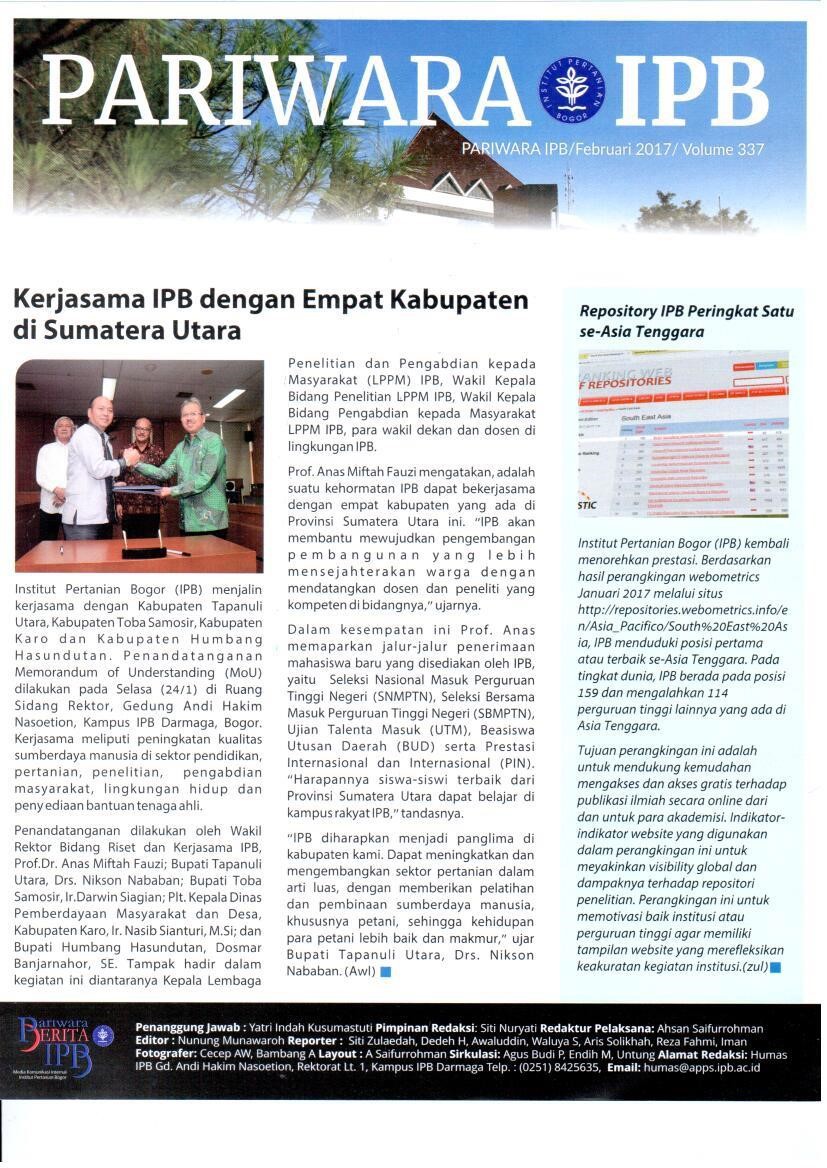 PARIWARA IPB
INSTITUT PERTANIAN BOGOR
PARIWARA IPB/Februari 2017/ Volume 337
Kerjasama IPB dengan Empat Kabupaten
di Sumatera Utara
Institut Pertanian Bogor (IPB) menjalin
kerjasama dengan Kabupaten Tapanuli
Utara, Kabupaten Toba Samosir, Kabupaten
Karo dan Kabupaten Humbang
Hasundutan. Penandatanganan
Memorandum of Understanding (MoU)
dilakukan pada Selasa (24/1) di Ruang
Sidang Rektor, Gedung Andi Hakim
Nasoetion, Kampus IPB Darmaga, Bogor.
Kerjasama meliputi peningkatan kualitas
sumberdaya manusia di sektor pendidikan,
pertanian, penelitian, pengabdian
masyarakat, lingkungan hidup dan
peny ediaan bantuan tenaga ahli.
Penandatanganan dilakukan oleh Wakil
Rektor Bidang Riset dan Kerjasama IPB,
Prof.Dr. Anas Miftah Fauzi; Bupati Tapanuli
Utara, Drs. Nikson Nababan; Bupati Toba
Samosir, Ir.Darwin Siagian; Plt. Kepala Dinas
Pemberdayaan Masyarakat dan Desa,
Kabupaten Karo, Ir. Nasib Sianturi, M.Si; dan
Bupati Humbang Hasundutan, Dosmar
Banjarnahor, SE. Tampak hadir dalam
kegiatan ini diantaranya Kepala Lembaga
Penelitian dan Pengabdian kepada
Masyarakat (LPPM) IPB, Wakil Kepala
Bidang Penelitian LPPM IPB, Wakil Kepala
Bidang Pengabdian kepada Masyarakat
LPPM IPB, para wakil dekan dan dosen di
lingkungan IPB.
Prof. Anas Miftah Fauzi mengatakan, adalah
suatu kehormatan IPB dapat bekerjasama
dengan empat kabupaten yang ada di
Provinsi Sumatera Utara ini. “IPB akan
membantu mewujudkan pengembangan
pembangunan yang lebih
mensejahterakan warga dengan
mendatangkan dosen dan peneliti yang
kompeten di bidangnya,” ujarnya.
Dalam kesempatan ini Prof. Anas
memaparkan jalur-jalur penerimaan
mahasiswa baru yang disediakan oleh IPB,
yaitu Seleksi Nasional Masuk Perguruan
Tinggi Negeri (SNMPTN), Seleksi Bersama
Masuk Perguruan Tinggi Negeri (SBMPTN),
Ujian Talenta Masuk (UTM), Beasiswa
Utusan Daerah (BUD) serta Prestasi
Internasional dan Internasional (PIN).
“Harapannya siswa-siswi terbaik dari
Provinsi Sumatera Utara dapat belajar di
kampus rakyat IPB,” tandasnya.
“IPB diharapkan menjadi panglima di
kabupaten kami. Dapat meningkatkan dan
mengembangkan sektor pertanian dalam
arti luas, dengan memberikan pelatihan
dan pembinaan sumberdaya manusia,
khususnya petani, sehingga kehidupan
para petani lebih baik dan makmur,” ujar
Bupati Tapanuli Utara, Drs. Nikson
Nababan. (Awl)
Repository IPB Peringkat Satu
se-Asia Tenggara
RANKING WEB
OF REPOSITORIES
South East Asia
Institut Pertanian Bogor (IPB) kembali
menorehkan prestasi. Berdasarkan
hasil perangkingan webometrics
Januari 2017 melalui situs
http://repositories.webometrics.info/e
n/Asia_Pacifico/South%20East%20As
ia, IPB menduduki posisi pertama
atau terbaik se-Asia Tenggara. Pada
tingkat dunia, IPB berada pada posisi
159 dan mengalahkan 114
perguruan tinggi lainnya yang ada di
Asia Tenggara.
Tujuan perangkingan ini adalah
untuk mendukung kemudahan
mengakses dan akses gratis terhadap
publikasi ilmiah secara online dari
dan untuk para akademisi. Indikator-
indikator website yang digunakan
dalam perangkingan ini untuk
meyakinkan visibility global dan
dampaknya terhadap repositori
penelitian. Perangkingan ini untuk
memotivasi baik institusi atau
perguruan tinggi agar memiliki
tampilan website yang merefleksikan
keakuratan kegiatan institusi.(zul)
Pariwara
BERITA
IPB
Media Komunikasi Internal
Institut Pertanian Bogor
Penanggung Jawab : Yatri Indah Kusumastuti Pimpinan Redaksi: Siti Nuryati Redaktur Pelaksana: Ahsan Saifurrohman
Editor : Nunung Munawaroh Reporter : Siti Zulaedah, Dedeh H, Awaluddin, Waluya S, Aris Solikhah, Reza Fahmi, Iman
Fotografer: Cecep AW, Bambang A Layout : A Saifurrohman Sirkulasi: Agus Budi P, Endih M, Untung Alamat Redaksi: Humas
IPB Gd. Andi Hakim Nasoetion, Rektorat Lt. 1, Kampus IPB Darmaga Telp. : (0251) 8425635, Email: humas@apps.ipb.ac.id